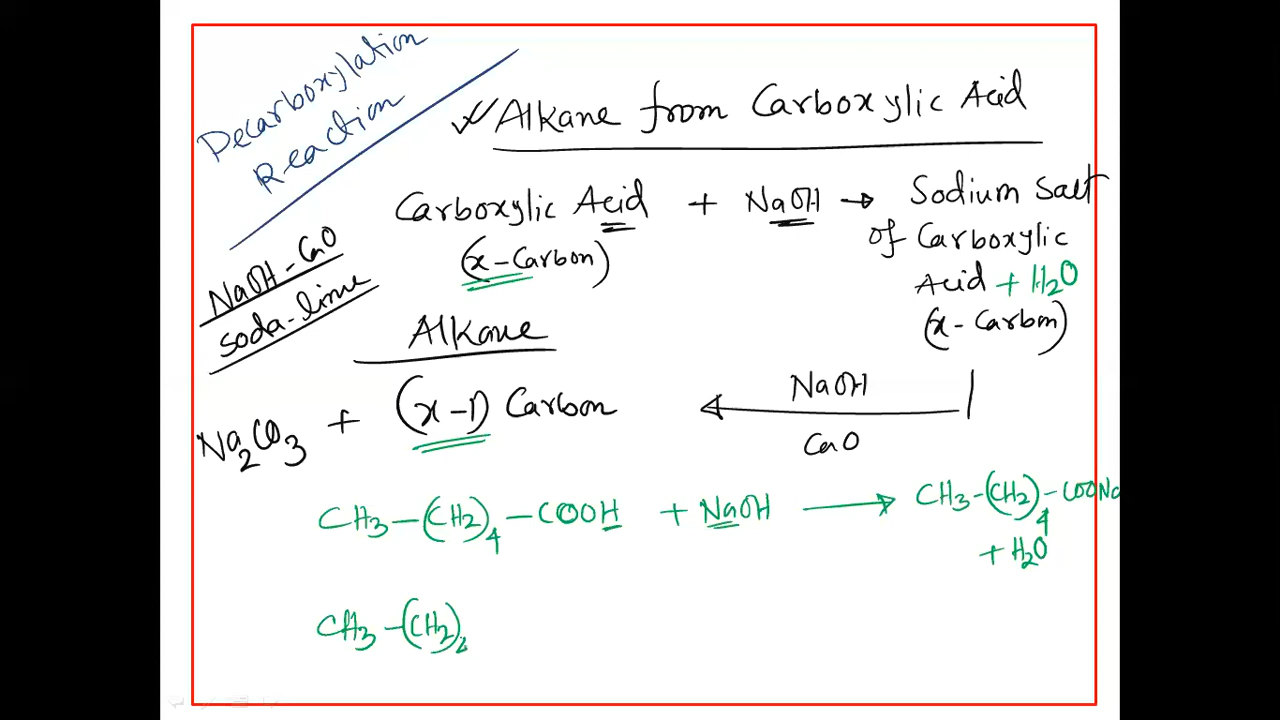 Decarboxylation
Reaction
Alkane from Carboxylic Acid
Carboxylic Acid + NaOH → Sodium Salt
of Carboxylic
(x-Carbon)
Acid + H2O
(x-Carbon)
NaOH-CaO
soda-lime
Alkane
NaOH
CaO
Na2CO3 + (x-1) Carbon
CH3-(CH2)4-COOH + NaOH → CH3-(CH2)4-COONa
+ H2O
CH3-(CH2)